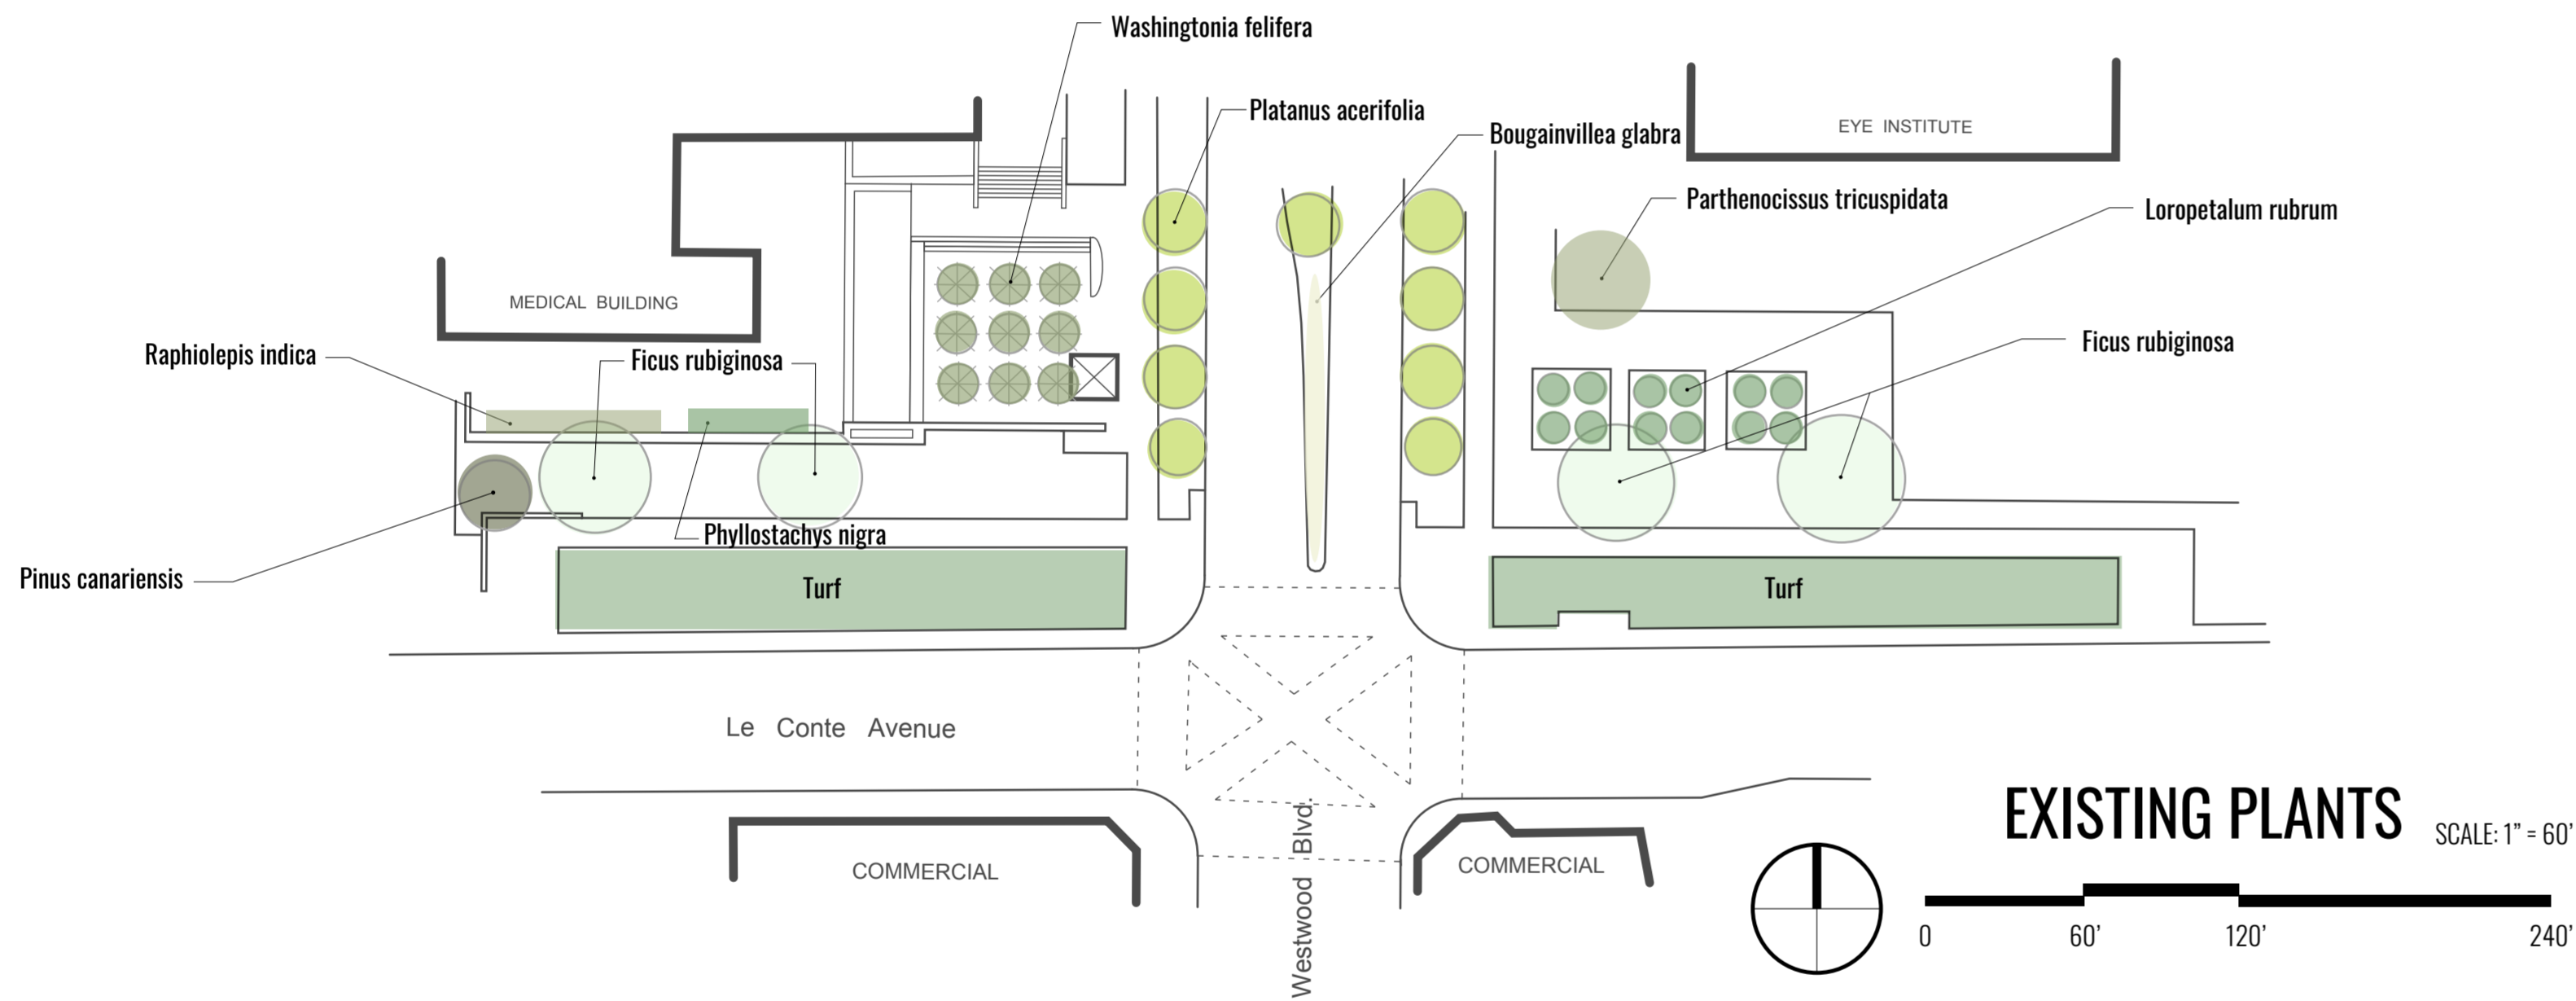 Washingtonia felifera
Platanus acerifolia
Bougainvillea glabra
EYE INSTITUTE
Parthenocissus tricuspidata
Loropetalum rubrum
MEDICAL BUILDING
Raphiolepis indica
Ficus rubiginosa
Ficus rubiginosa
Phyllostachys nigra
Pinus canariensis
Turf
Turf
Le Conte Avenue
Westwood Blvd.
COMMERCIAL
COMMERCIAL
EXISTING PLANTS
SCALE: 1” = 60’
0 60’ 120’ 240’